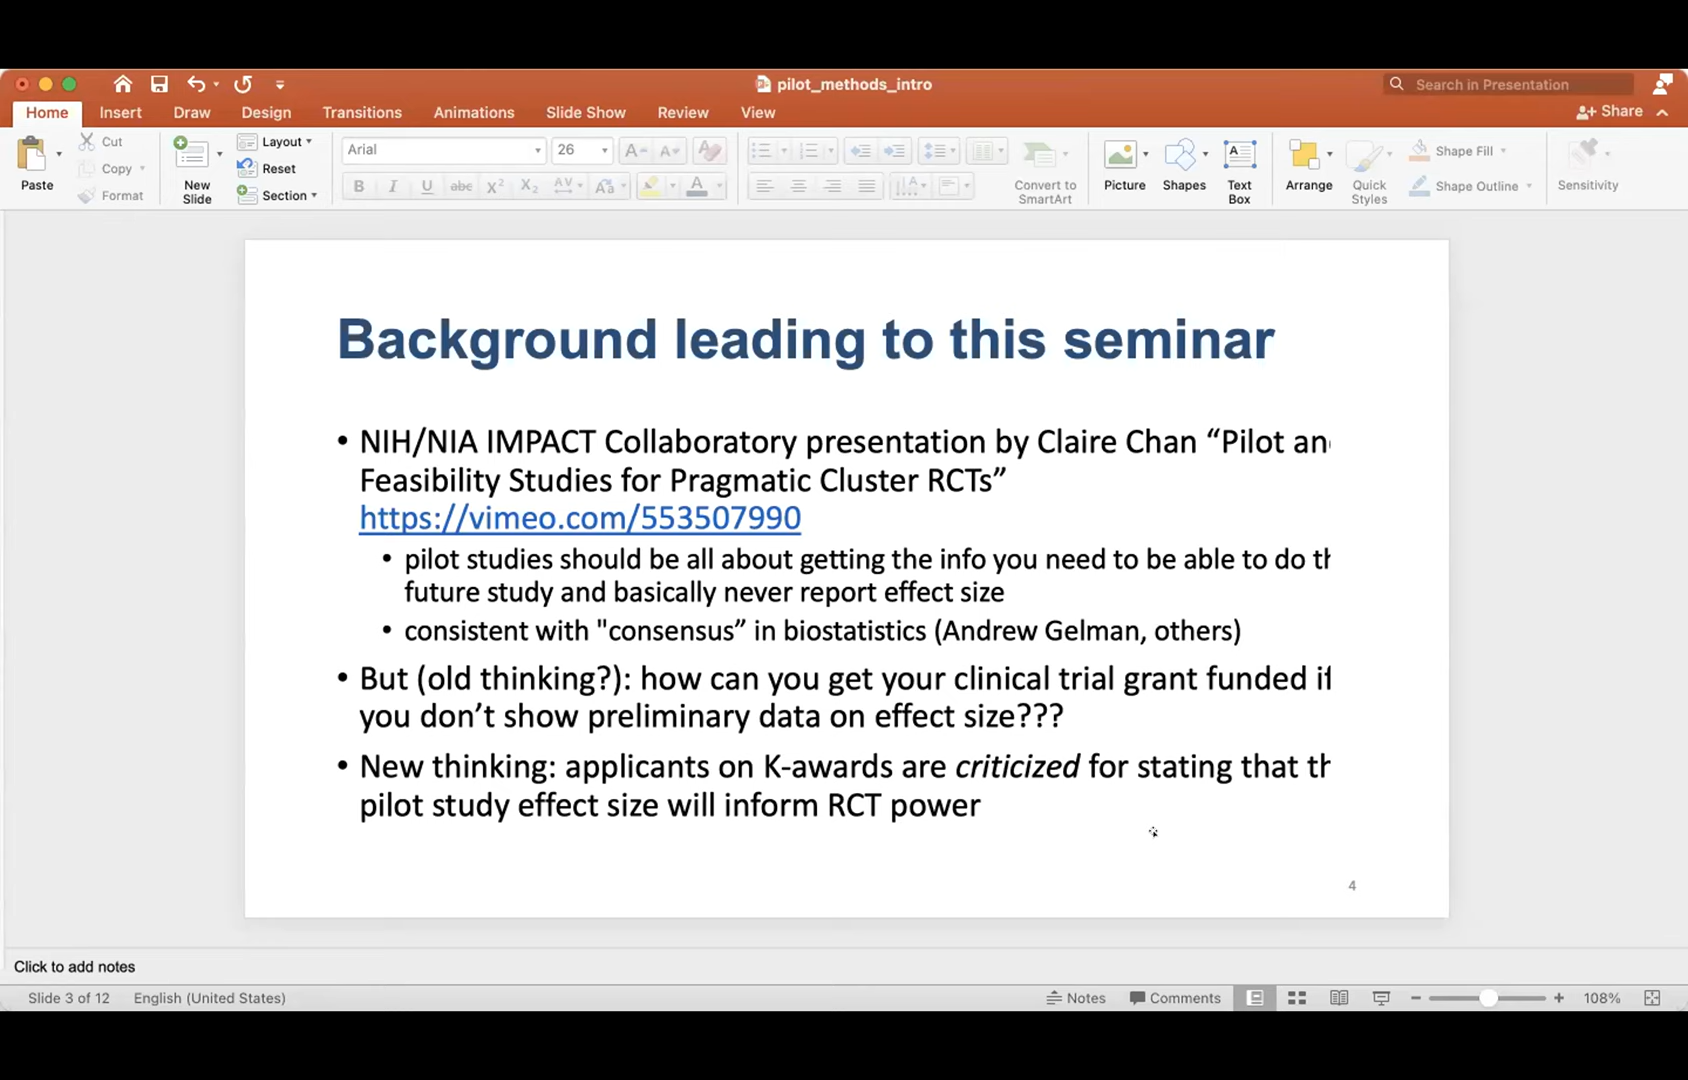 pilot_methods_intro
Search in Presentation
Home Insert Draw Design Transitions Animations Slide Show Review View
Share
Paste
Cut
Copy
Format
New
Slide
Layout
Reset
Section
Arial
26
Convert to
SmartArt
Picture
Shapes
Text
Box
Arrange
Quick
Styles
Shape Fill
Shape Outline
Sensitivity
Background leading to this seminar
• NIH/NIA IMPACT Collaboratory presentation by Claire Chan “Pilot an
Feasibility Studies for Pragmatic Cluster RCTs”
https://vimeo.com/553507990
• pilot studies should be all about getting the info you need to be able to do th
future study and basically never report effect size
• consistent with "consensus” in biostatistics (Andrew Gelman, others)
• But (old thinking?): how can you get your clinical trial grant funded if
you don’t show preliminary data on effect size???
• New thinking: applicants on K-awards are criticized for stating that th
pilot study effect size will inform RCT power
4
Click to add notes
Slide 3 of 12 English (United States) Notes Comments 108%